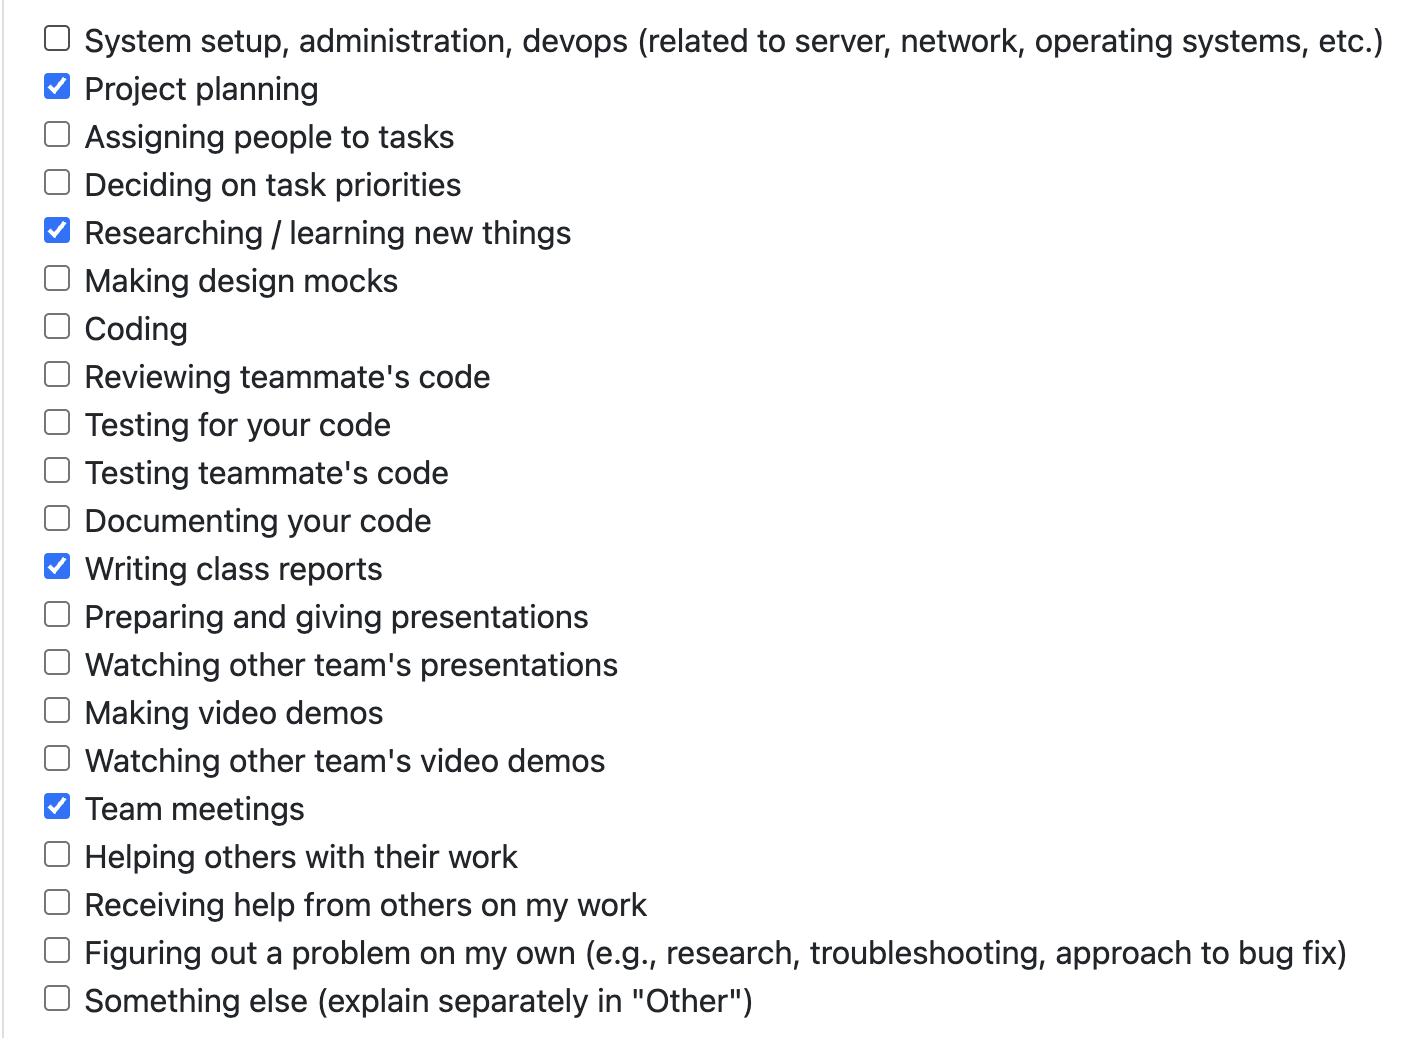 System setup, administration, devops (related to server, network, operating systems, etc.)
Project planning
Assigning people to tasks
Deciding on task priorities
Researching / learning new things
Making design mocks
Coding
Reviewing teammate's code
Testing for your code
Testing teammate's code
Documenting your code
Writing class reports
Preparing and giving presentations
Watching other team's presentations
Making video demos
Watching other team's video demos
Team meetings
Helping others with their work
Receiving help from others on my work
Figuring out a problem on my own (e.g., research, troubleshooting, approach to bug fix)
Something else (explain separately in "Other")